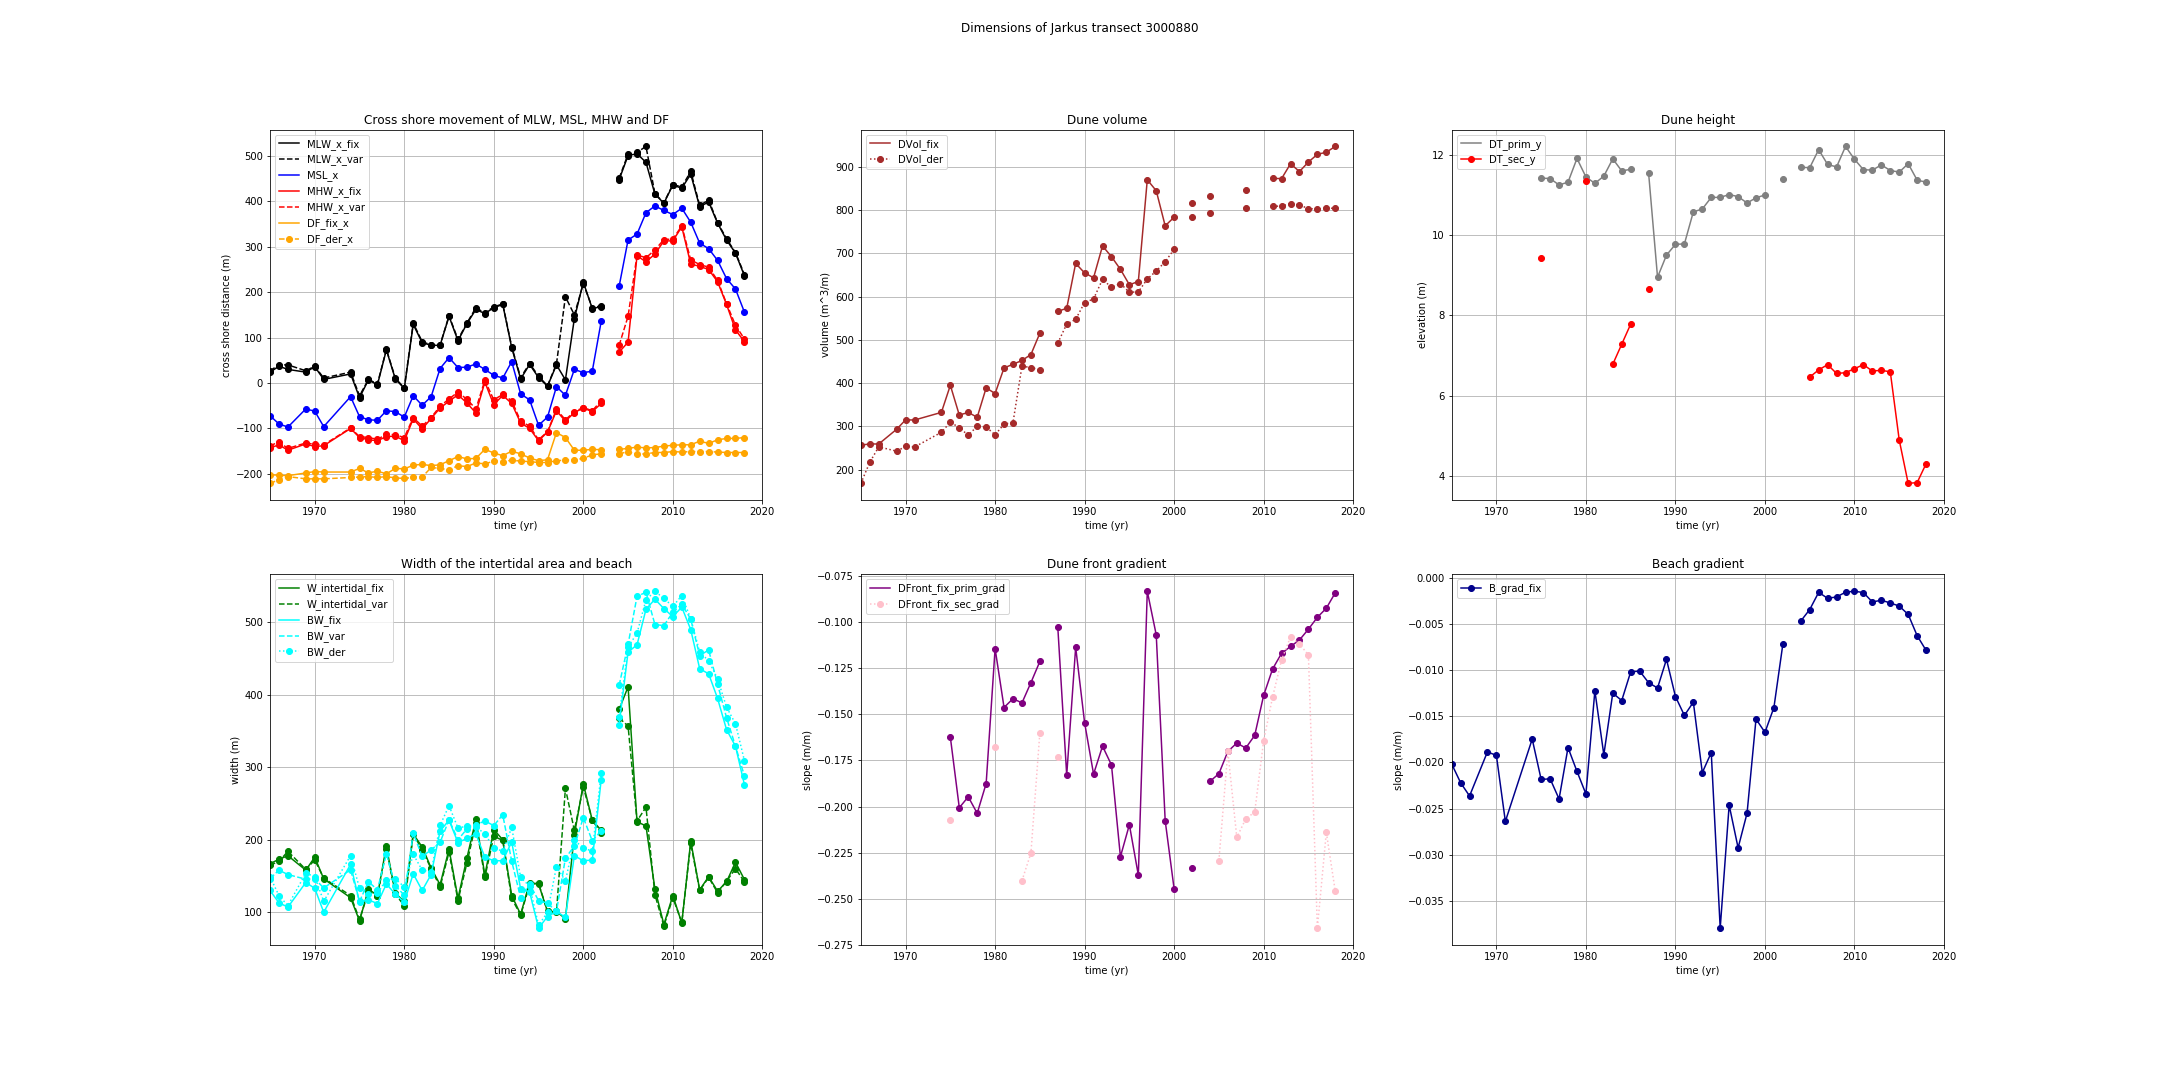 Dimensions of Jarkus transect 3000880
Cross shore movement of MLW, MSL, MHW and DF
MLW_x_fix
MLW_x_var
MSL_x
MHW_x_fix
MHW_x_var
DF_fix_x
DF_der_x
cross shore distance (m)
500
400
300
200
100
0
−100
−200
1970
1980
1990
2000
2010
2020
time (yr)
Dune volume
DVol_fix
DVol_der
volume (m^3/m)
900
800
700
600
500
400
300
200
1970
1980
1990
2000
2010
2020
time (yr)
Dune height
DT_prim_y
DT_sec_y
elevation (m)
12
10
8
6
4
1970
1980
1990
2000
2010
2020
time (yr)
Width of the intertidal area and beach
W_intertidal_fix
W_intertidal_var
BW_fix
BW_var
BW_der
width (m)
500
400
300
200
100
1970
1980
1990
2000
2010
2020
time (yr)
Dune front gradient
DFront_fix_prim_grad
DFront_fix_sec_grad
slope (m/m)
−0.075
−0.100
−0.125
−0.150
−0.175
−0.200
−0.225
−0.250
−0.275
1970
1980
1990
2000
2010
2020
time (yr)
Beach gradient
B_grad_fix
slope (m/m)
0.000
−0.005
−0.010
−0.015
−0.020
−0.025
−0.030
−0.035
1970
1980
1990
2000
2010
2020
time (yr)